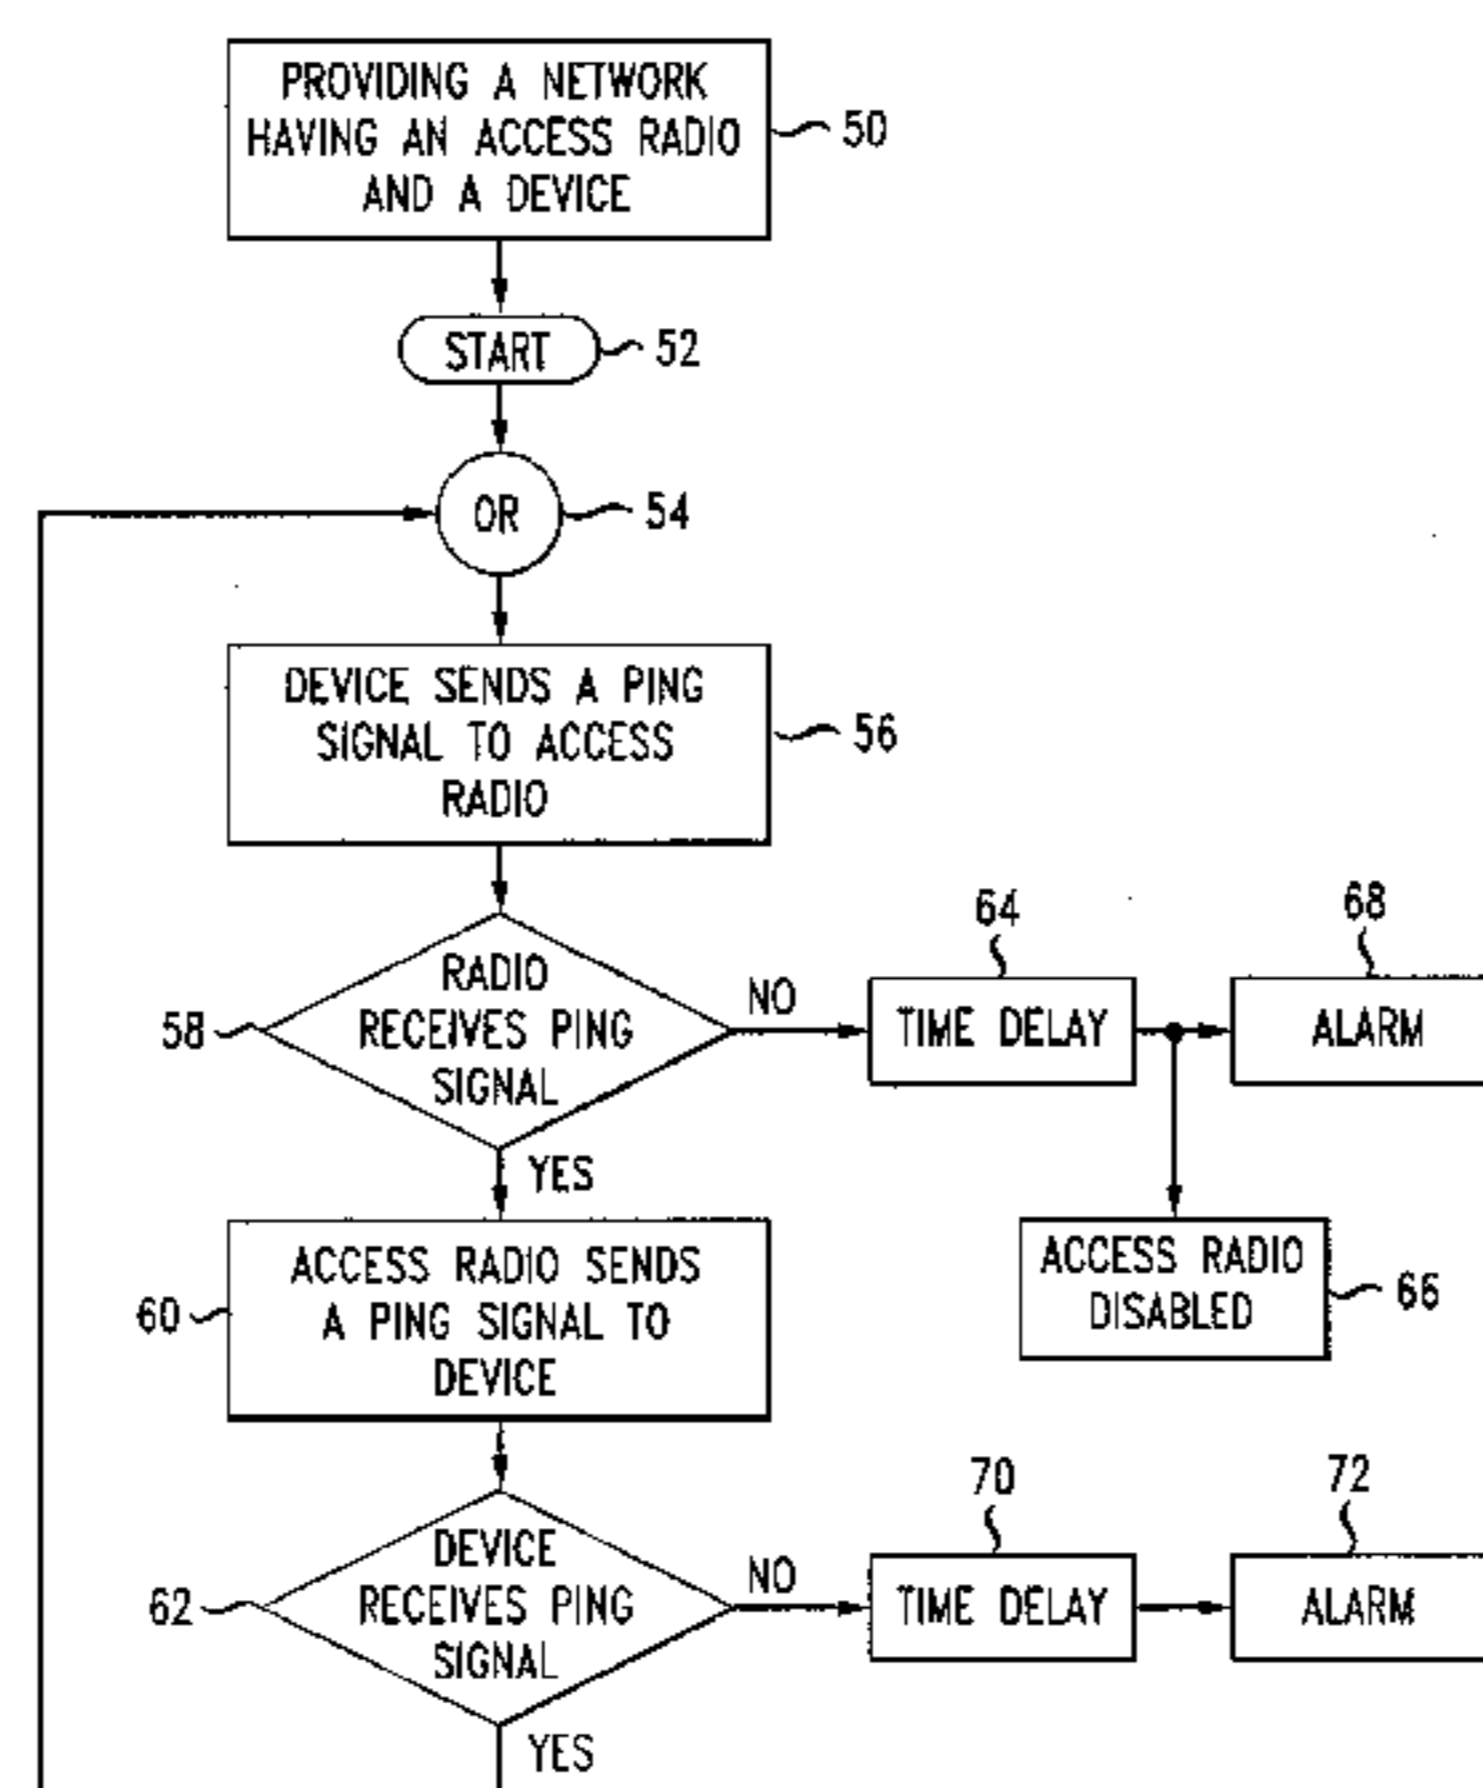 PROVIDING A NETWORK
HAVING AN ACCESS RADIO
AND A DEVICE
50
START
52
OR
54
DEVICE SENDS A PING
SIGNAL TO ACCESS
RADIO
56
RADIO
RECEIVES PING
SIGNAL
58
NO
64
TIME DELAY
68
ALARM
YES
ACCESS RADIO
DISABLED
66
ACCESS RADIO SENDS
A PING SIGNAL TO
DEVICE
60
DEVICE
RECEIVES PING
SIGNAL
62
NO
70
TIME DELAY
72
ALARM
YES